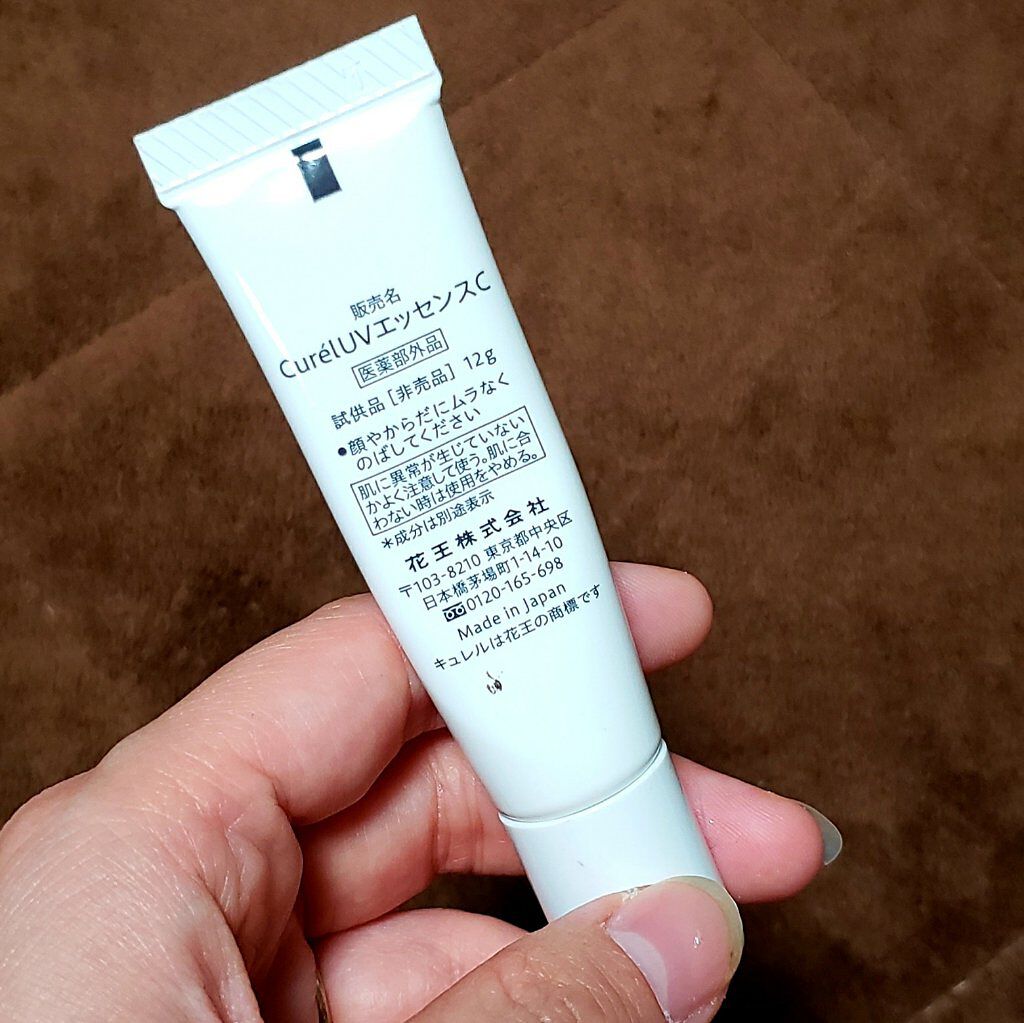 販売名
CurélUVエッセンスC
医薬部外品
試供品［非売品］ 12g
●顔やからだにムラなく
のばしてください
肌に異常が生じていない
かよく注意して使う。肌に合
わない時は使用をやめる。
*成分は別途表示
花王株式会社
〒103-8210 東京都中央区
日本橋茅場町1-14-10
0120-165-698
Made in Japan
キュレルは花王の商標です